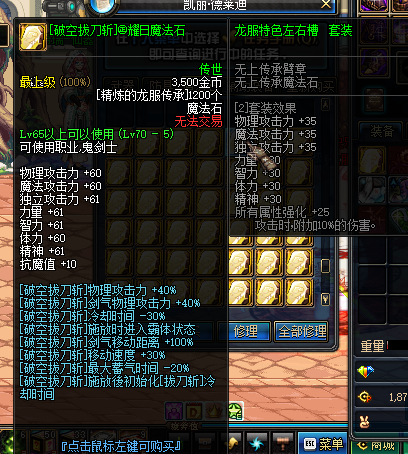 凯丽·德莱迪
[破空拔刀斩]@耀日魔法石
传世
最上级 (100%)
3,500金币
[精炼的龙服传承]1200个
魔法石
无法交易
Lv65以上可以使用 (Lv70 - 5)
可使用职业,鬼剑士
物理攻击力 +60
魔法攻击力 +60
独立攻击力 +61
力量 +61
智力 +61
体力 +60
精神 +61
抗魔值 +10
[破空拔刀斩]物理攻击力 +40%
[破空拔刀斩]剑气物理攻击力 +40%
[破空拔刀斩]冷却时间 -30%
[破空拔刀斩]施放时进入霸体状态
[破空拔刀斩]剑气移动距离 +100%
[破空拔刀斩]移动速度 +30%
[破空拔刀斩]最大蓄气时间 -20%
[破空拔刀斩]施放後初始化[拔刀斩]冷
却时间
『点击鼠标左键可购买』
龙服特色左右槽 套装
无上传承臂章
无上传承魔法石
[2]套装效果
物理攻击力 +35
魔法攻击力 +35
独立攻击力 +35
力量 +30
智力 +30
体力 +30
精神 +30
所有属性强化 +25
攻击时,附加10%的伤害。
装备
修理
全部修理
重量
1,87
ESC 菜单
商城